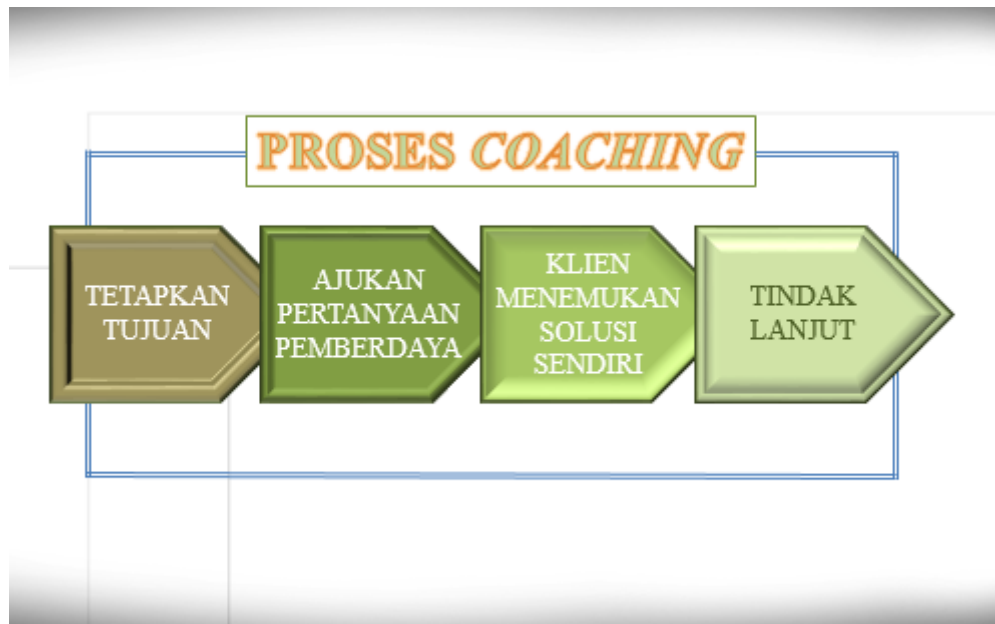 PROSES COACHING
TETAPKAN
TUJUAN
AJUKAN
PERTANYAAN
PEMBERDAYA
KLIEN
MENEMUKAN
SOLUSI
SENDIRI
TINDAK
LANJUT